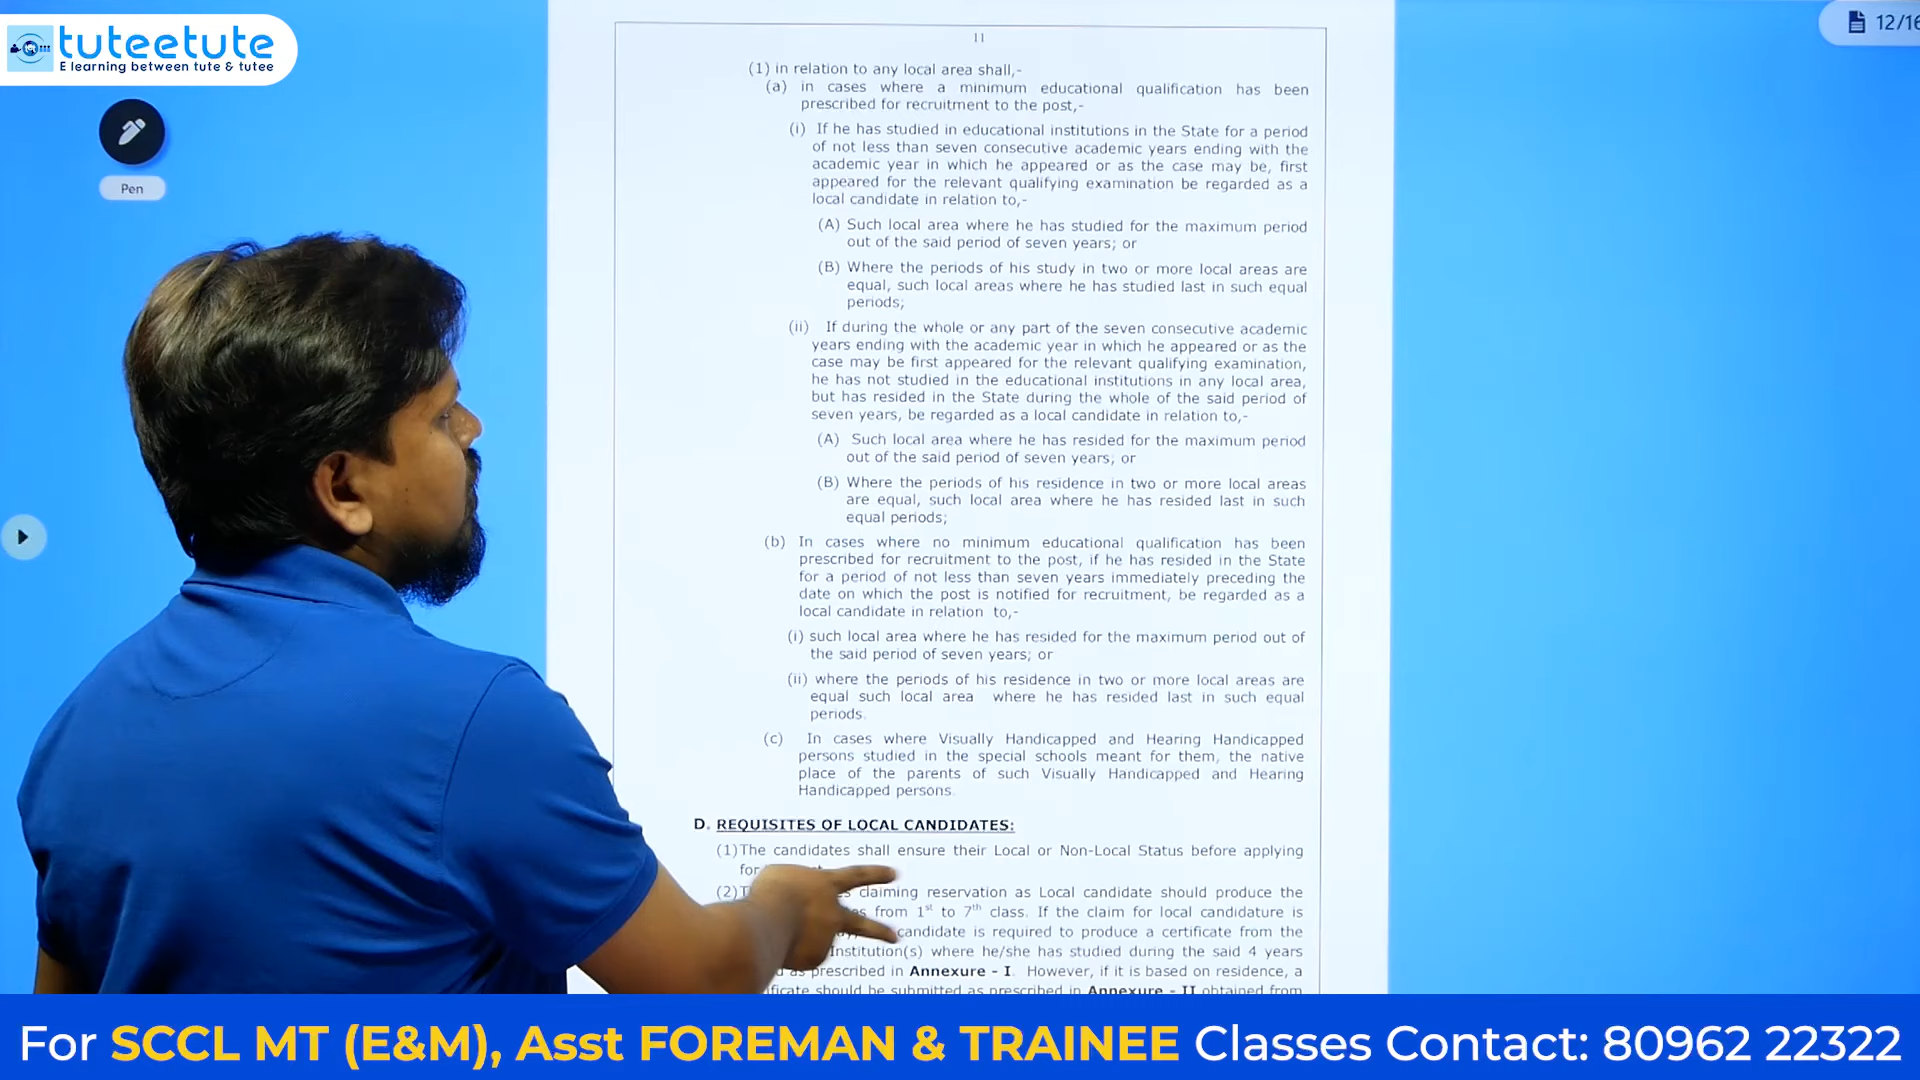 tuteetute
E learning between tute & tutee
12/16
Pen
11
(1) in relation to any local area shall,-
(a) in cases where a minimum educational qualification has been
prescribed for recruitment to the post,-
(i) If he has studied in educational institutions in the State for a period
of not less than seven consecutive academic years ending with the
academic year in which he appeared or as the case may be, first
appeared for the relevant qualifying examination be regarded as a
local candidate in relation to,-
(A) Such local area where he has studied for the maximum period
out of the said period of seven years; or
(B) Where the periods of his study in two or more local areas are
equal, such local areas where he has studied last in such equal
periods;
(ii) If during the whole or any part of the seven consecutive academic
years ending with the academic year in which he appeared or as the
case may be first appeared for the relevant qualifying examination,
he has not studied in the educational institutions in any local area,
but has resided in the State during the whole of the said period of
seven years, be regarded as a local candidate in relation to,-
(A) Such local area where he has resided for the maximum period
out of the said period of seven years; or
(B) Where the periods of his residence in two or more local areas
are equal, such local area where he has resided last in such
equal periods;
(b) In cases where no minimum educational qualification has been
prescribed for recruitment to the post, if he has resided in the State
for a period of not less than seven years immediately preceding the
date on which the post is notified for recruitment, be regarded as a
local candidate in relation to,-
(i) such local area where he has resided for the maximum period out of
the said period of seven years; or
(ii) where the periods of his residence in two or more local areas are
equal such local area where he has resided last in such equal
periods.
(c) In cases where Visually Handicapped and Hearing Handicapped
persons studied in the special schools meant for them, the native
place of the parents of such Visually Handicapped and Hearing
Handicapped persons.
D. REQUISITES OF LOCAL CANDIDATES:
(1) The candidates shall ensure their Local or Non-Local Status before applying
for
(2) claiming reservation as Local candidate should produce the
from 1st to 7th class. If the claim for local candidature is
candidate is required to produce a certificate from the
Institution(s) where he/she has studied during the said 4 years
as prescribed in Annexure - I. However, if it is based on residence, a
should be submitted as prescribed in Annexure - II obtained from
For SCCL MT (E&M), Asst FOREMAN & TRAINEE Classes Contact: 80962 22322